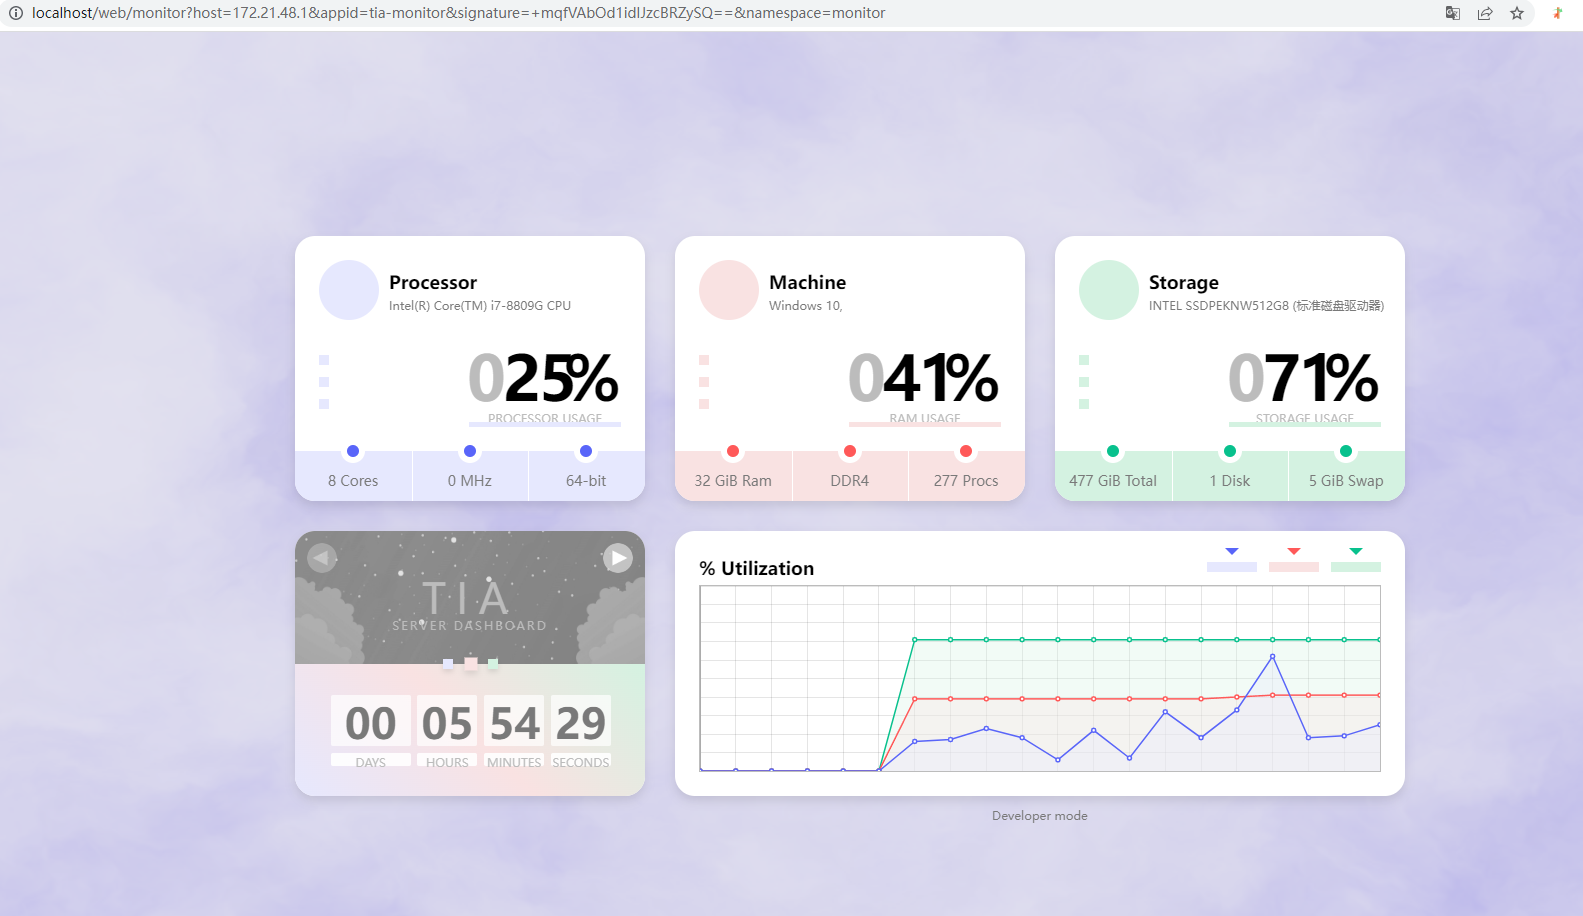 localhost/web/monitor?host=172.21.48.1&appid=tia-monitor&signature=+mqfVAbOd1idIJzcBRZySQ==&namespace=monitor
Processor
Intel(R) Core(TM) i7-8809G CPU
025%
PROCESSOR USAGE
8 Cores
0 MHz
64-bit
Machine
Windows 10,
041%
RAM USAGE
32 GiB Ram
DDR4
277 Procs
Storage
INTEL SSDPEKNW512G8 (标准磁盘驱动器)
071%
STORAGE USAGE
477 GiB Total
1 Disk
5 GiB Swap
TIA
SERVER DASHBOARD
00 05 54 29
DAYS HOURS MINUTES SECONDS
% Utilization
Developer mode